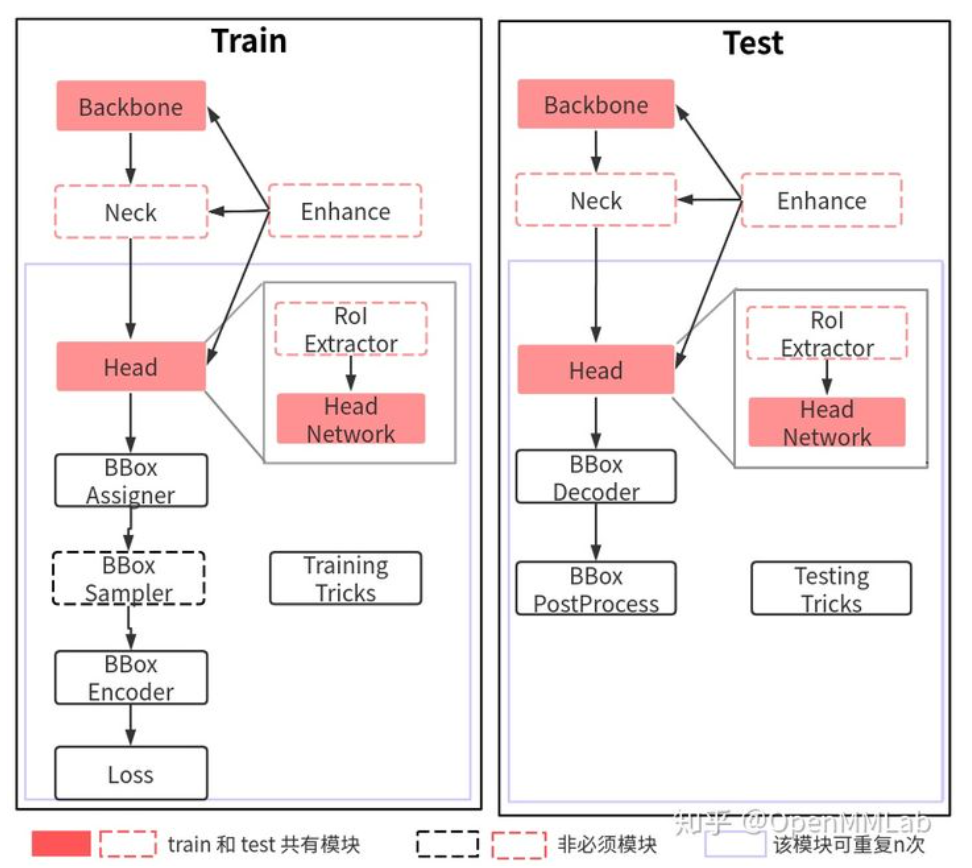 Train
Backbone
Neck
Enhance
Head
RoI
Extractor
Head
Network
BBox
Assigner
BBox
Sampler
Training
Tricks
BBox
Encoder
Loss
Test
Backbone
Neck
Enhance
Head
RoI
Extractor
Head
Network
BBox
Decoder
BBox
PostProcess
Testing
Tricks
知乎 @OpenMMLab
train 和 test 共有模块
非必须模块
该模块可重复n次